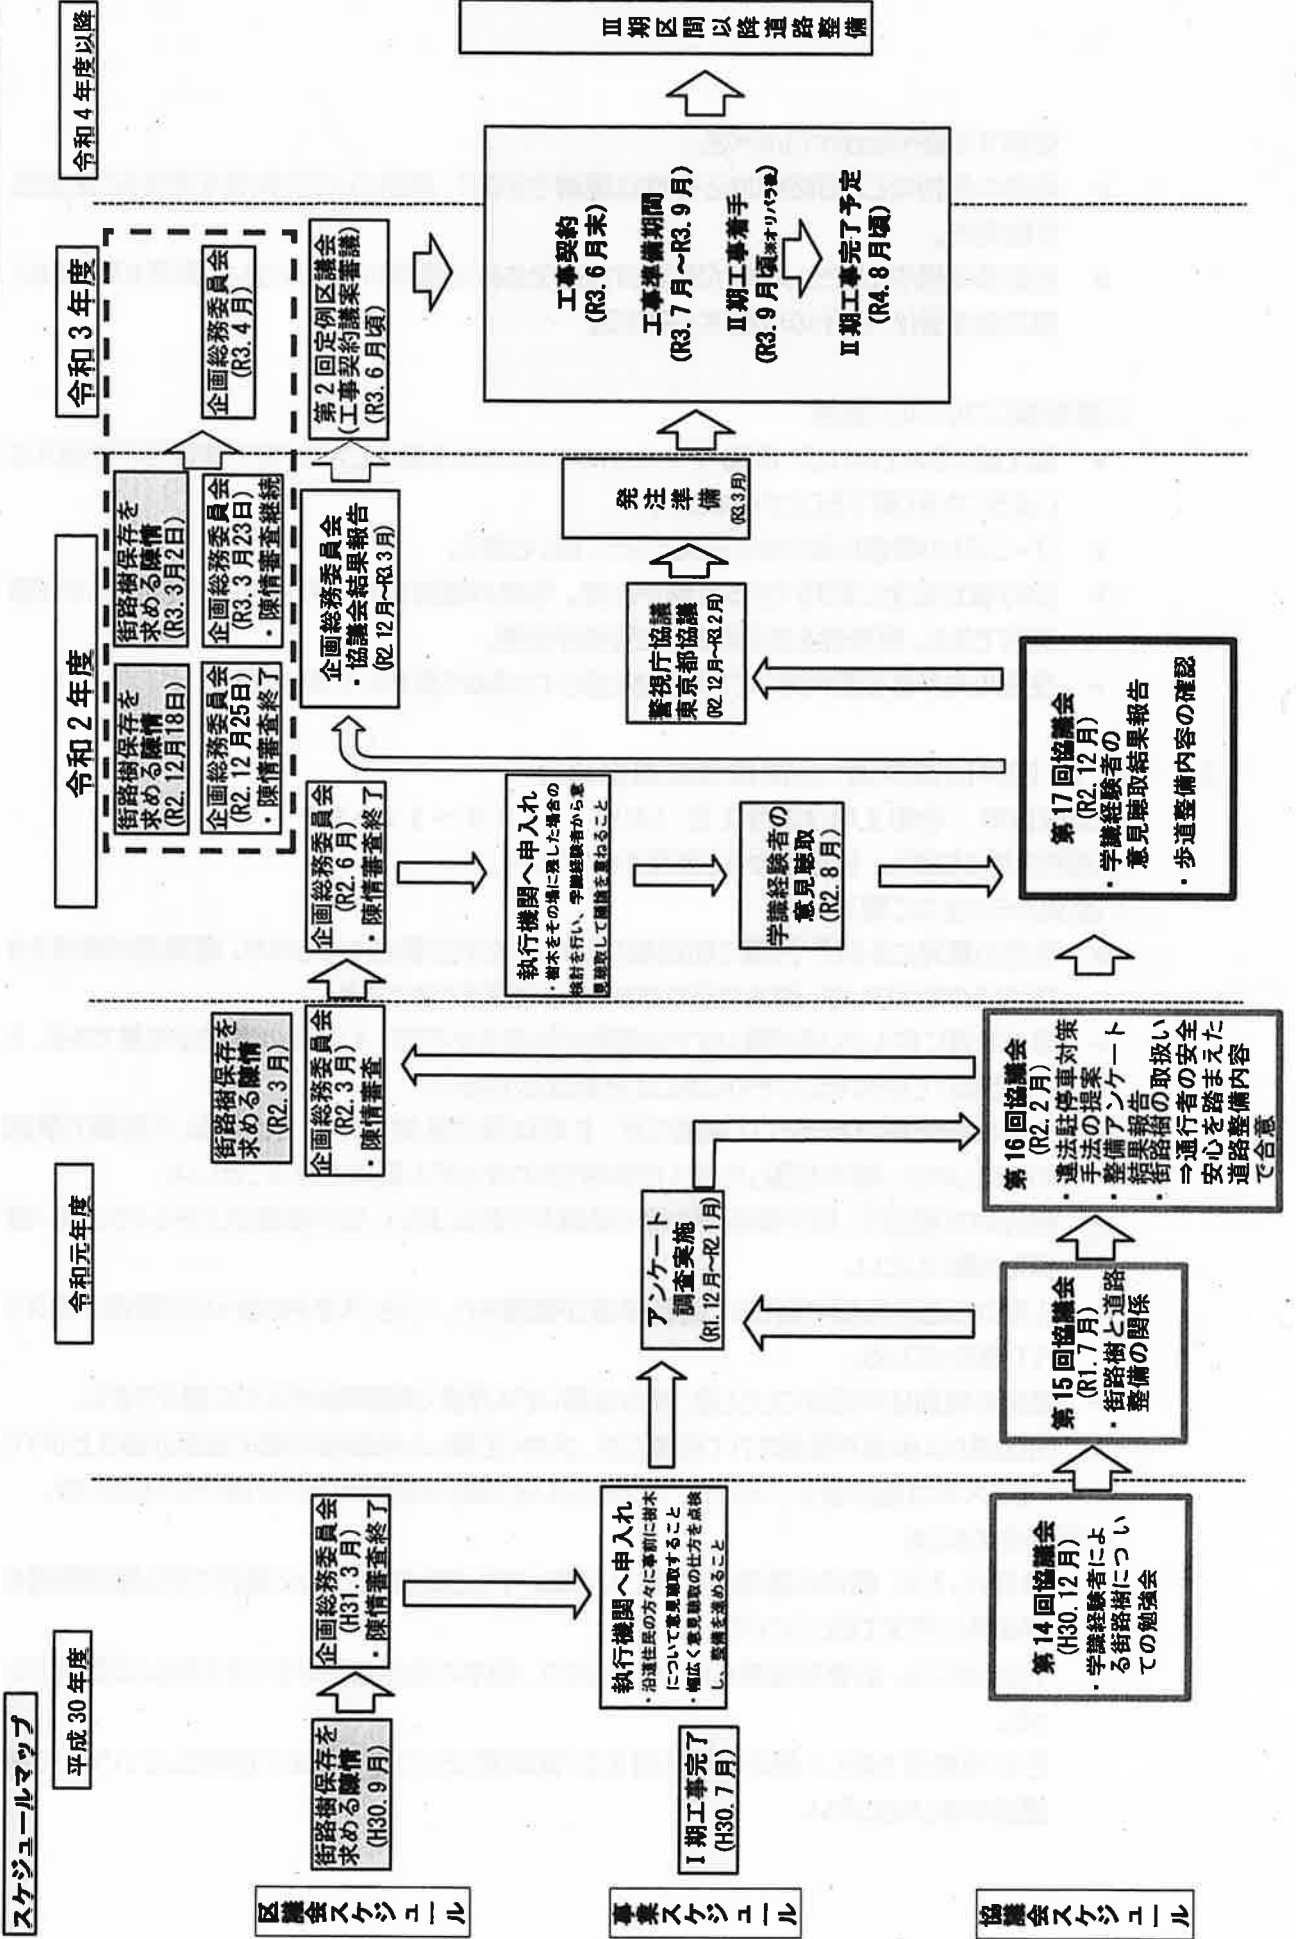 スケジュールマップ
平成30年度
令和元年度
令和2年度
令和3年度
令和4年度以降
区議会スケジュール
街路樹保存を
求める陳情
(H30.9月)
企画総務委員会
(H31.3月)
・陳情審査終了
街路樹保存を
求める陳情
(R2.3月)
企画総務委員会
(R2.3月)
・陳情審査
企画総務委員会
(R2.6月)
・陳情審査終了
街路樹保存を
求める陳情
(R2.12月18日)
企画総務委員会
(R2.12月25日)
・陳情審査終了
街路樹保存を
求める陳情
(R3.3月2日)
企画総務委員会
(R3.3月23日)
・陳情審査継続
企画総務委員会
(R3.4月)
企画総務委員会
・協議会結果報告
(R2.12月~R3.3月)
第2回定例区議会
(工事契約議案審議)
(R3.6月頃)
事業スケジュール
Ⅰ期工事完了
(H30.7月)
執行機関へ申入れ
・沿道住民の方々に事前に樹木
について意見聴取すること
・幅広く意見聴取の仕方を点検
し、整備を進めること
アンケート
調査実施
(R1.12月~R2.1月)
執行機関へ申入れ
・樹木をその場に残した場合の
検討を行い、学識経験者から意
見聴取して議論を重ねること
学識経験者の
意見聴取
(R2.8月)
警視庁協議
東京都協議
(R2.12月~R3.2月)
発注準備
(R3.3月)
工事契約
(R3.6月末)
工事準備期間
(R3.7月~R3.9月)
Ⅱ期工事着手
(R3.9月頃※オリパラ後)
Ⅱ期工事完了予定
(R4.8月頃)
Ⅲ期区間以降道路整備
協議会スケジュール
第14回協議会
(H30.12月)
・学識経験者によ
る街路樹につい
ての勉強会
第15回協議会
(R1.7月)
・街路樹と道路
整備の関係
第16回協議会
(R2.2月)
・違法駐停車対策
手法の提案
・整備アンケート
結果報告
・街路樹の取扱い
⇒通行者の安全
安心を踏まえた
道路整備内容
で合意
第17回協議会
(R2.12月)
・学識経験者の
意見聴取結果報告
・歩道整備内容の確認